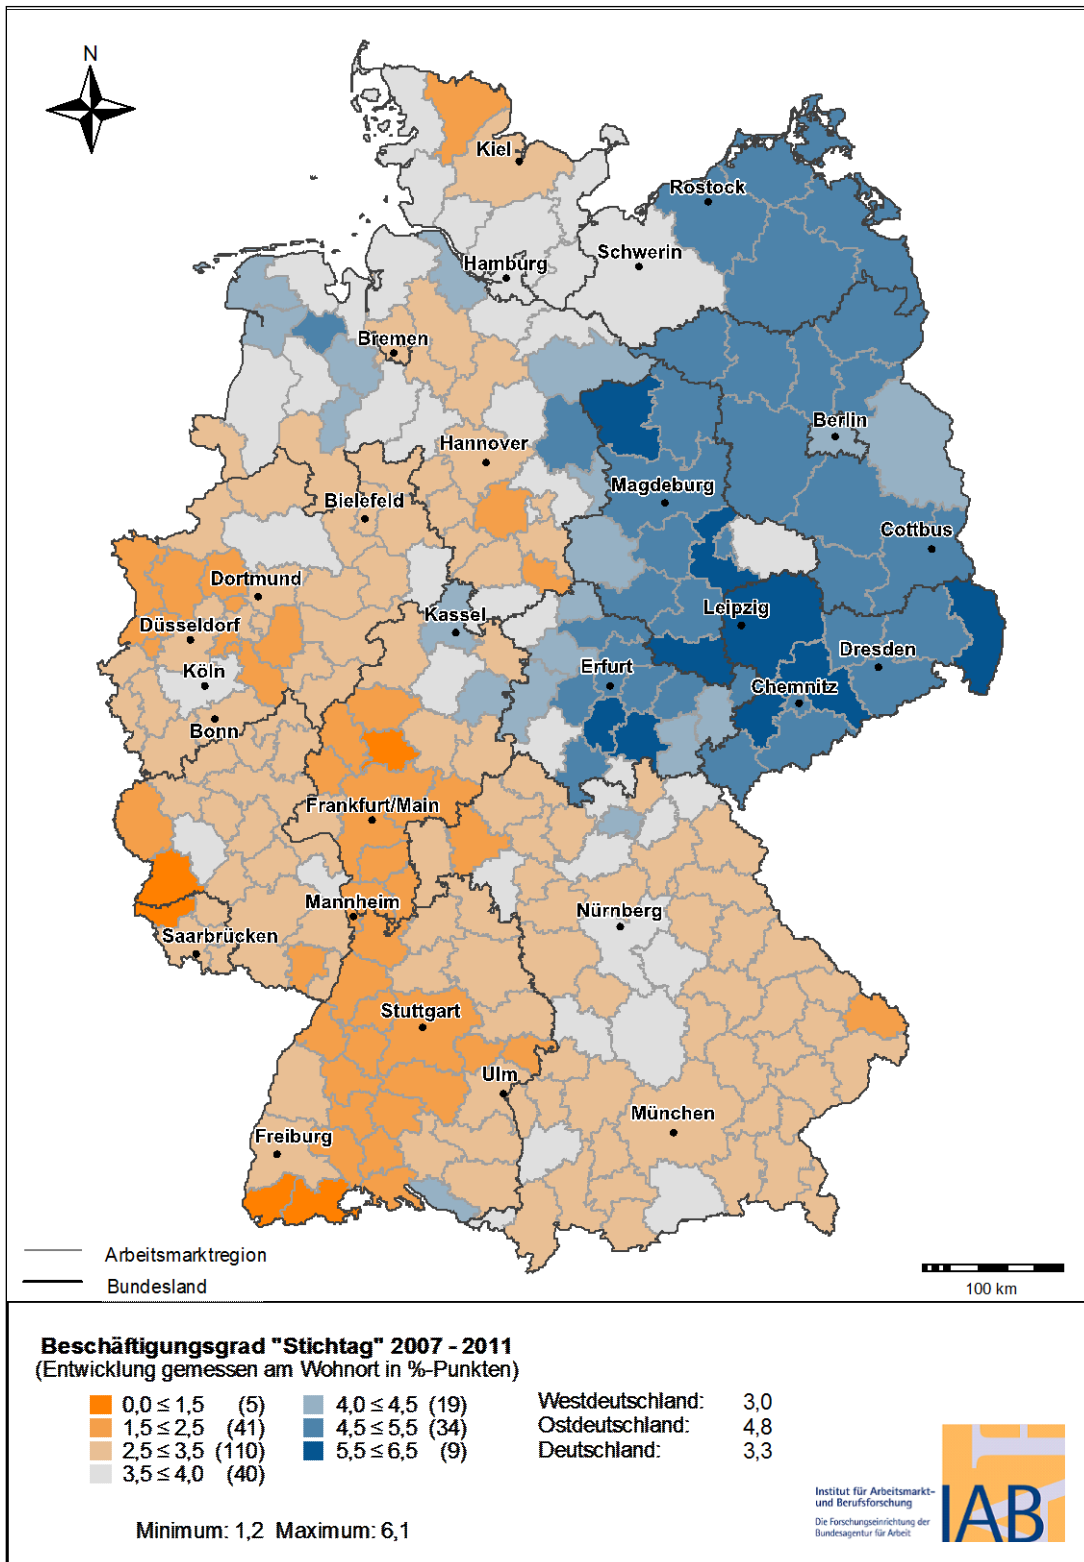 N
Kiel
Rostock
Schwerin
Hamburg
Bremen
Berlin
Hannover
Magdeburg
Bielefeld
Cottbus
Dortmund
Leipzig
Kassel
Düsseldorf
Dresden
Erfurt
Köln
Chemnitz
Bonn
Frankfurt/Main
Mannheim
Nürnberg
Saarbrücken
Stuttgart
Ulm
München
Freiburg
Arbeitsmarktregion
Bundesland
100 km
Beschäftigungsgrad "Stichtag" 2007 - 2011
(Entwicklung gemessen am Wohnort in %-Punkten)
0,0 ≤ 1,5 (5)
1,5 ≤ 2,5 (41)
2,5 ≤ 3,5 (110)
3,5 ≤ 4,0 (40)
4,0 ≤ 4,5 (19)
4,5 ≤ 5,5 (34)
5,5 ≤ 6,5 (9)
Westdeutschland: 3,0
Ostdeutschland: 4,8
Deutschland: 3,3
Minimum: 1,2 Maximum: 6,1
Institut für Arbeitsmarkt-
und Berufsforschung
Die Forschungseinrichtung der
Bundesagentur für Arbeit
IAB